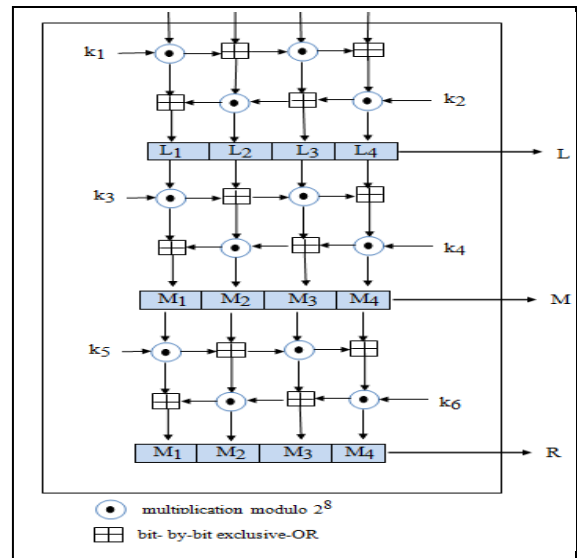 k1
k2
L1 L2 L3 L4 L
k3
k4
M1 M2 M3 M4 M
k5
k6
M1 M2 M3 M4 R
multiplication modulo 2^8
bit- by-bit exclusive-OR